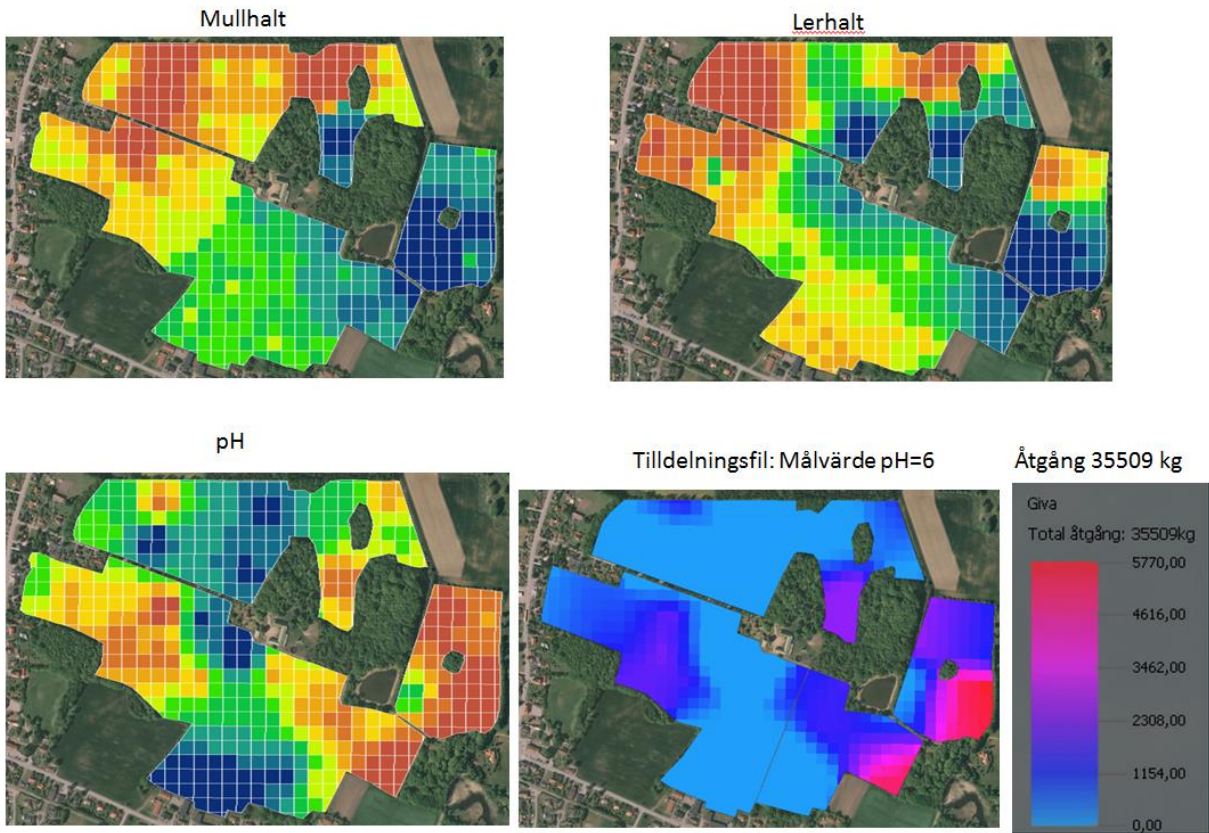 Mullhalt
Lerhalt
pH
Tilldelningsfil: Målvärde pH=6
Åtgång 35509 kg
Giva
Total åtgång: 35509kg
5770,00
4616,00
3462,00
2308,00
1154,00
0,00